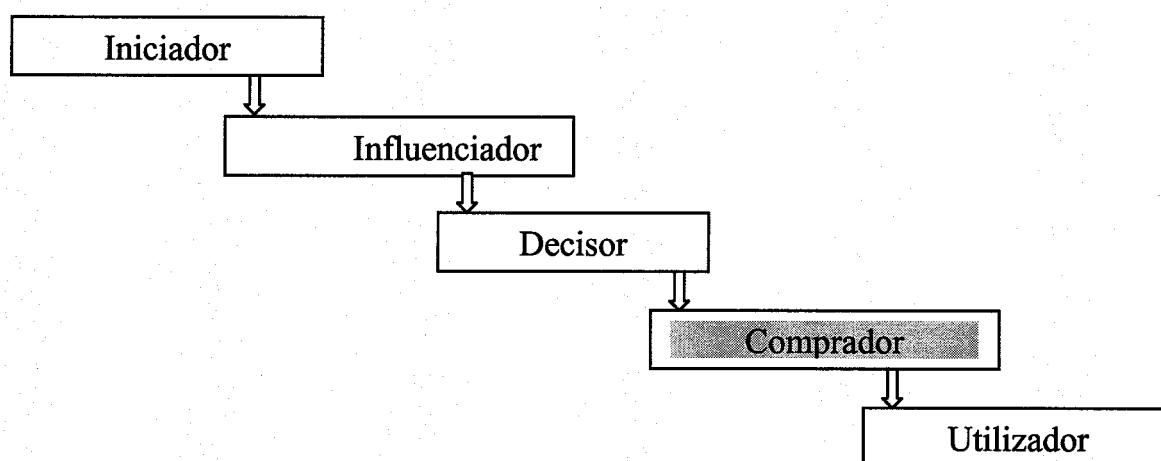 Iniciador
Influenciador
Decisor
Comprador
Utilizador